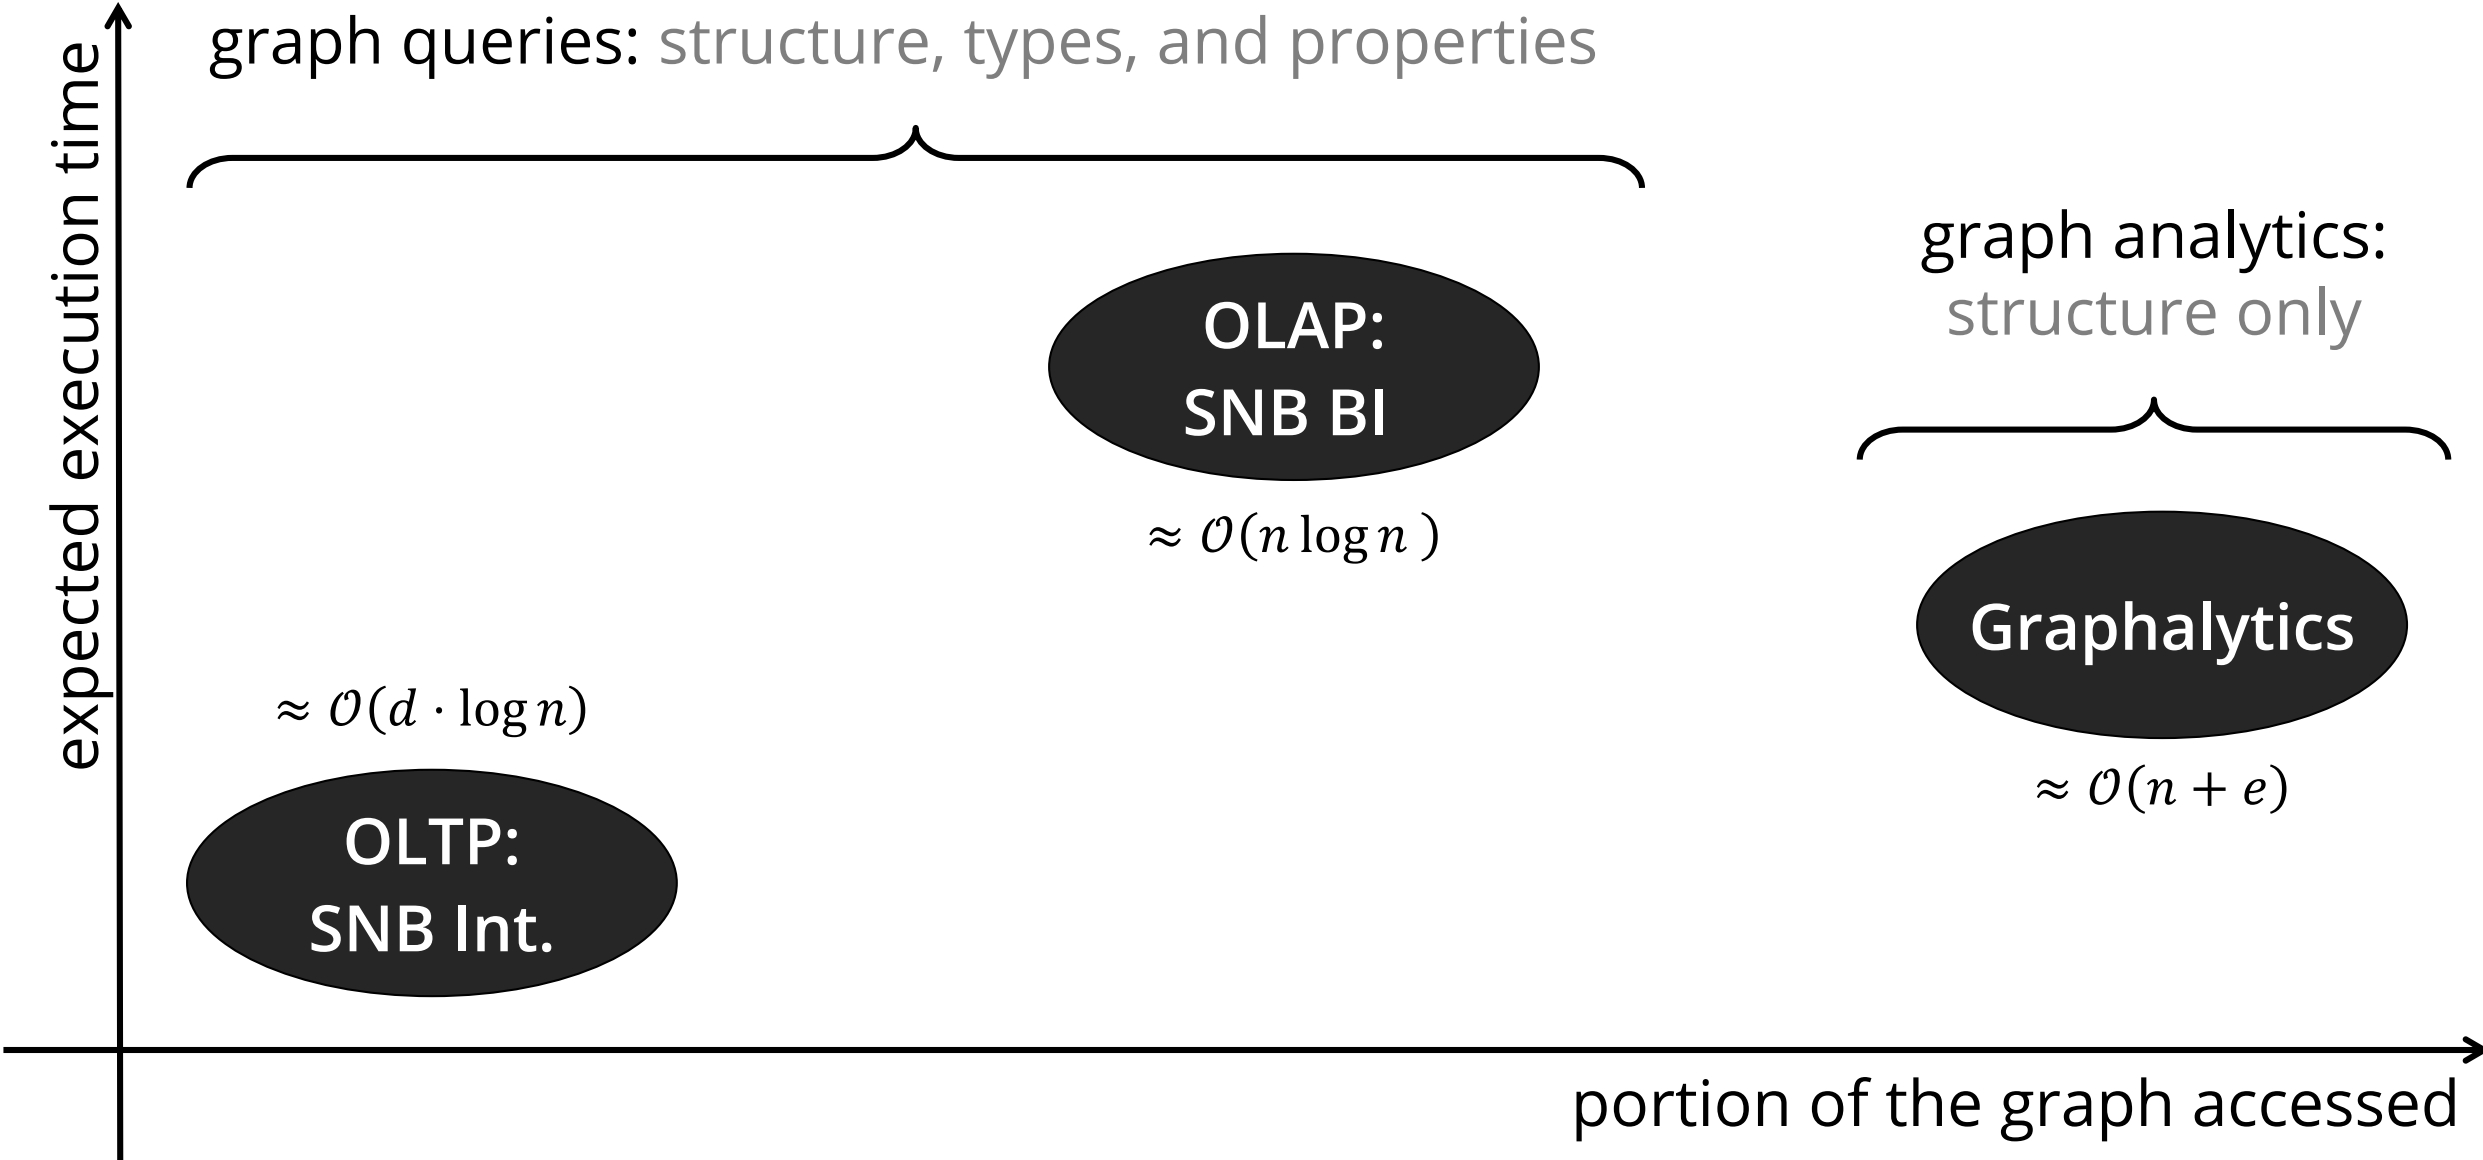 expected execution time
graph queries: structure, types, and properties
graph analytics:
structure only
OLAP:
SNB BI
≈ 𝒪(n log n )
Graphalytics
≈ 𝒪(n + e)
≈ 𝒪(d · log n)
OLTP:
SNB Int.
portion of the graph accessed